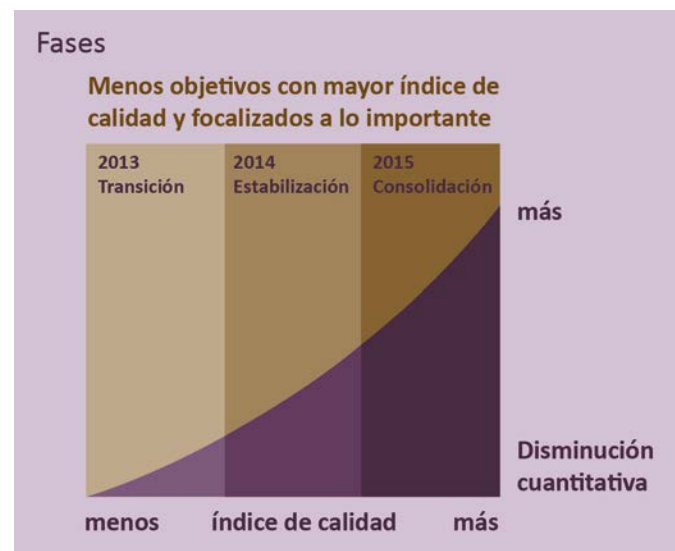 Fases
Menos objetivos con mayor índice de
calidad y focalizados a lo importante
2013
Transición
2014
Estabilización
2015
Consolidación
más
Disminución
cuantitativa
menos
índice de calidad
más